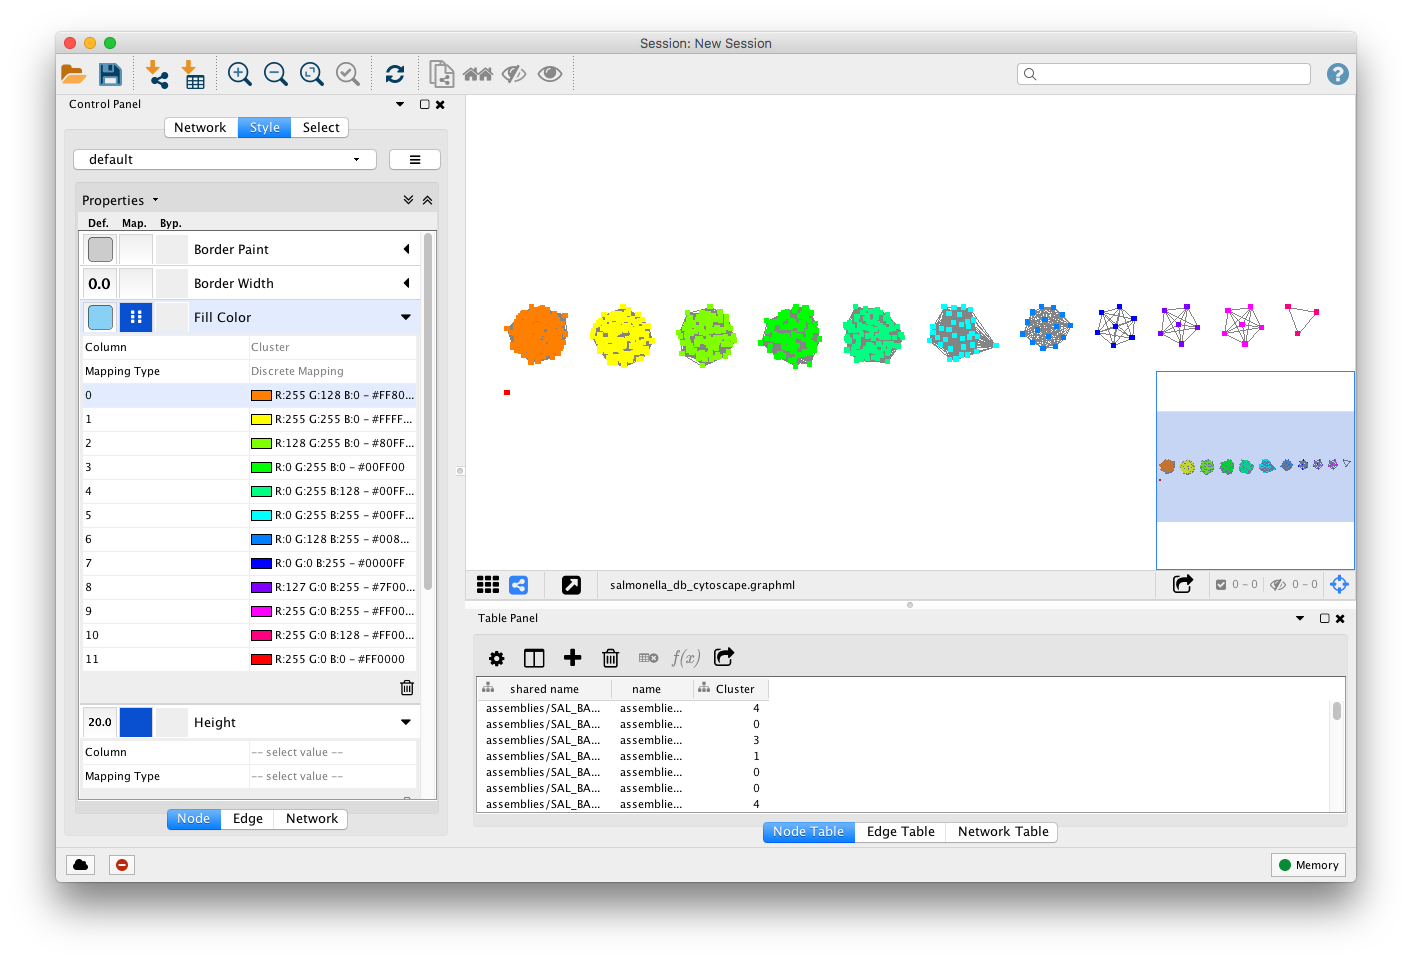 Session: New Session
Control Panel
Network Style Select
default
Properties
Def. Map. Byp.
Border Paint
0.0 Border Width
Fill Color
Column Cluster
Mapping Type Discrete Mapping
0 R:255 G:128 B:0 - #FF80...
1 R:255 G:255 B:0 - #FFFF...
2 R:128 G:255 B:0 - #80FF...
3 R:0 G:255 B:0 - #00FF00
4 R:0 G:255 B:128 - #00FF...
5 R:0 G:255 B:255 - #00FF...
6 R:0 G:128 B:255 - #008...
7 R:0 G:0 B:255 - #0000FF
8 R:127 G:0 B:255 - #7F00...
9 R:255 G:0 B:255 - #FF00...
10 R:255 G:0 B:128 - #FF00...
11 R:255 G:0 B:0 - #FF0000
20.0 Height
Column -- select value --
Mapping Type -- select value --
Node Edge Network
salmonella_db_cytoscape.graphml
0 - 0 0 - 0
Table Panel
f(x)
shared name name Cluster
assemblies/SAL_BA... assemblie... 4
assemblies/SAL_BA... assemblie... 0
assemblies/SAL_BA... assemblie... 3
assemblies/SAL_BA... assemblie... 1
assemblies/SAL_BA... assemblie... 0
assemblies/SAL_BA... assemblie... 0
assemblies/SAL_BA... assemblie... 4
Node Table Edge Table Network Table
Memory